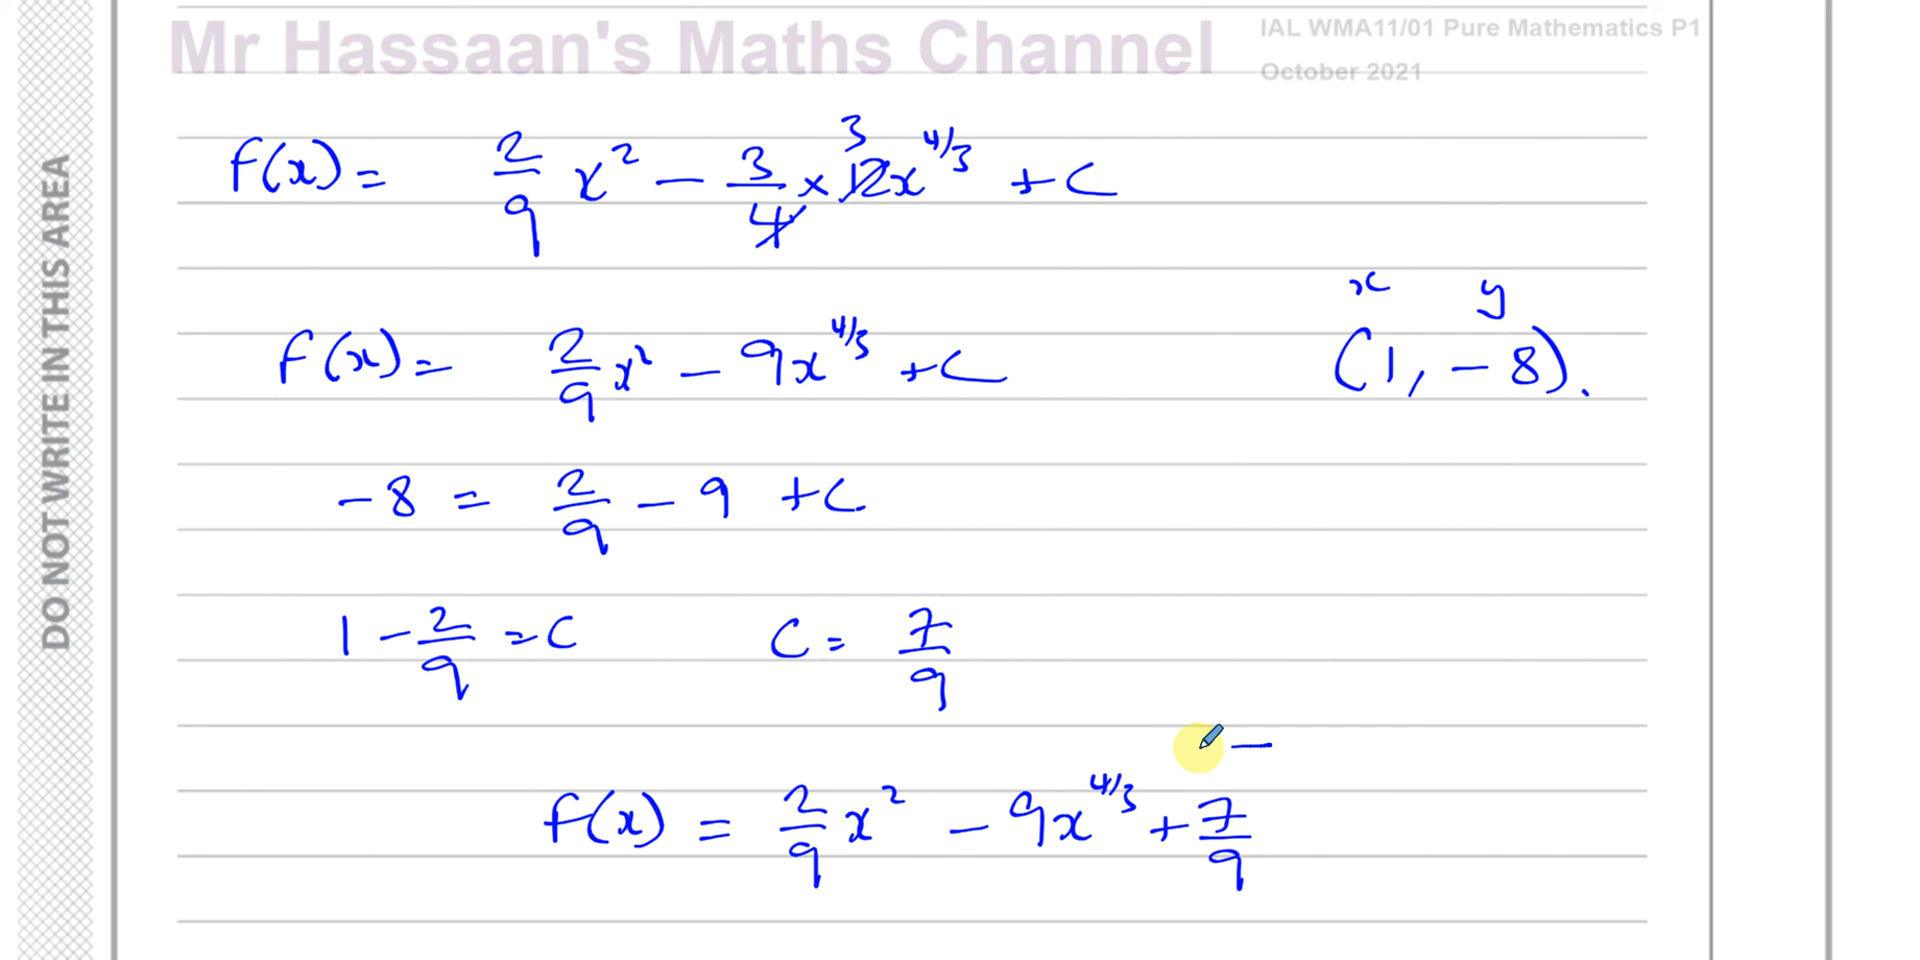 Mr Hassaan's Maths Channel
IAL WMA11/01 Pure Mathematics P1
October 2021
DO NOT WRITE IN THIS AREA
f(x) = 2/9 x² - 3/4 × 12 3 x^4/3 + C
x y
f(x) = 2/9 x² - 9x^4/3 + C
(1, -8).
-8 = 2/9 - 9 + C
1 - 2/9 = C
C = 7/9
f(x) = 2/9 x² - 9x^4/3 + 7/9